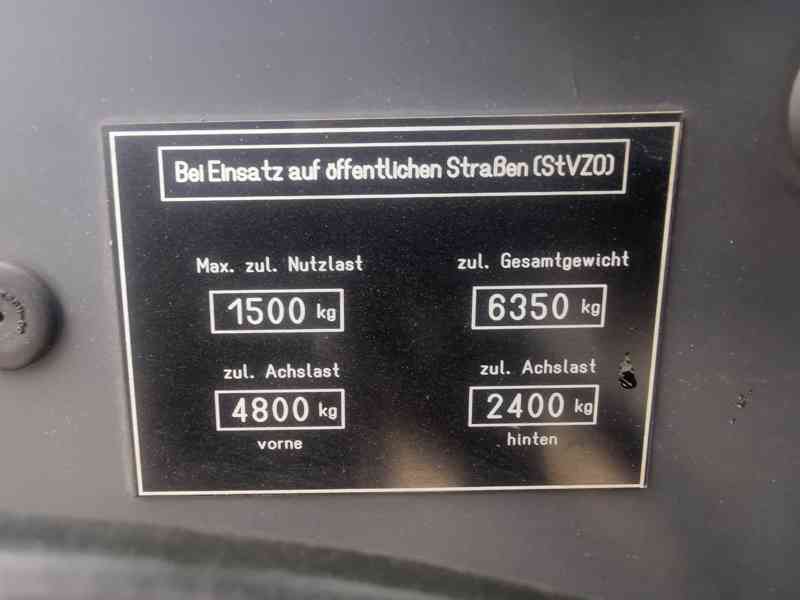 Bei Einsatz auf öffentlichen Straßen (StVZO)
Max. zul. Nutzlast
1500 kg
zul. Gesamtgewicht
6350 kg
zul. Achslast
4800 kg
vorne
zul. Achslast
2400 kg
hinten